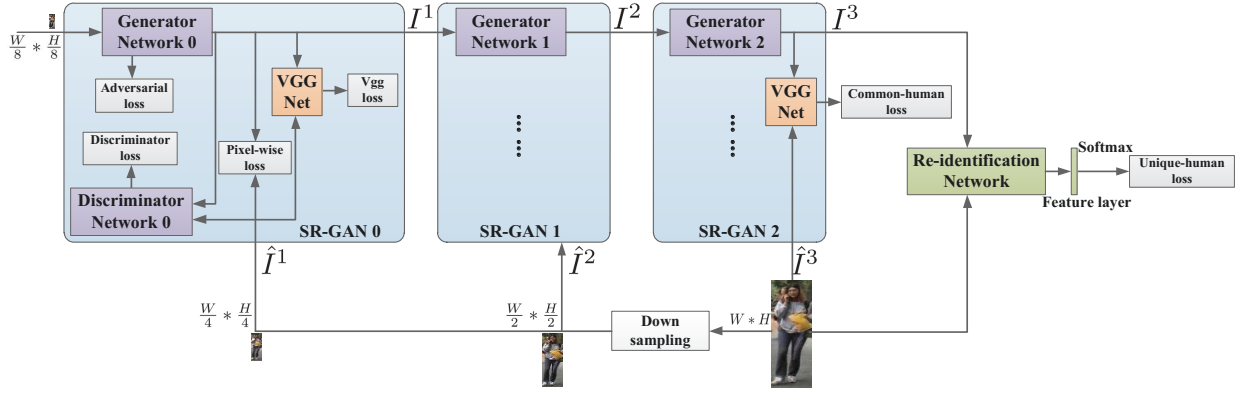 W/8 * H/8
Generator
Network 0
Adversarial
loss
Discriminator
loss
Discriminator
Network 0
Pixel-wise
loss
VGG
Net
Vgg
loss
SR-GAN 0
I^1
Î^1
Generator
Network 1
SR-GAN 1
I^2
Î^2
Generator
Network 2
VGG
Net
SR-GAN 2
I^3
Î^3
Common-human
loss
Re-identification
Network
Softmax
Feature layer
Unique-human
loss
W/4 * H/4
W/2 * H/2
Down
sampling
W * H